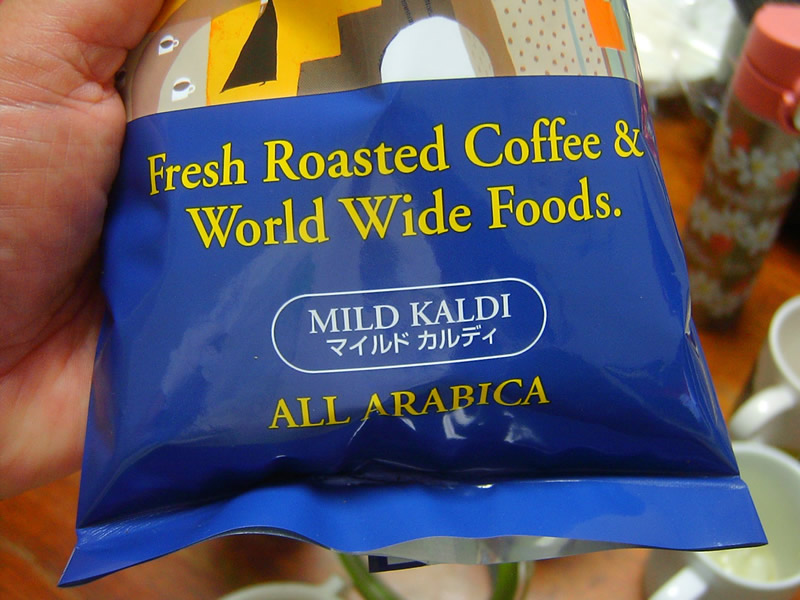 Fresh Roasted Coffee &
World Wide Foods.
MILD KALDI
マイルド カルディ
ALL ARABICA